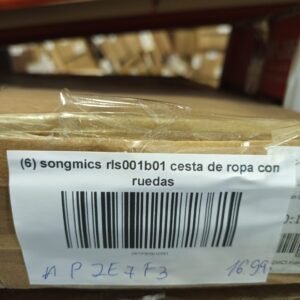 (6) songmics rls001b01 cesta de ropa con
ruedas
A P 2E7F3 16.99